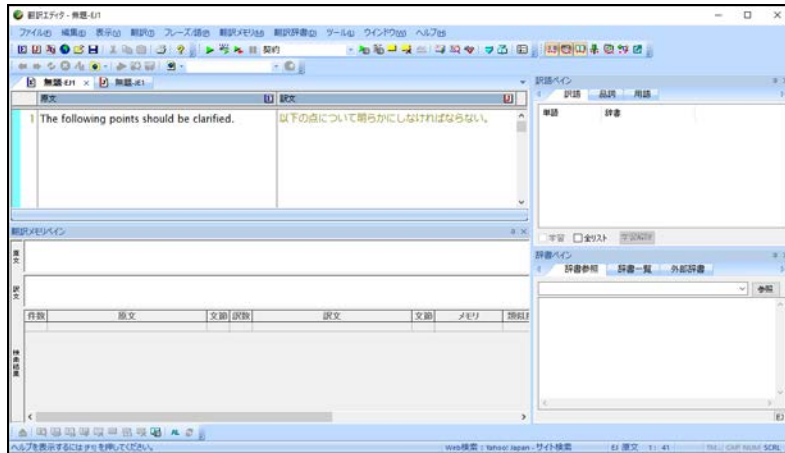 翻訳エディタ - 無題-EJ1
ファイル(F) 編集(E) 表示(V) 翻訳(T) フレーズ/語(P) 翻訳メモリ(M) 翻訳辞書(D) ツール(L) ウインドウ(W) ヘルプ(H)
契約
無題-EJ1 × 無題-JE1
原文 訳文
1 The following points should be clarified. 以下の点について明らかにしなければならない。
訳語ペイン
訳語 品詞 用語
単語 辞書
学習 全リスト
翻訳メモリペイン
原文
訳文
件数 原文 文節 訳数 訳文 文節 メモリ
検索結果
辞書ペイン
辞書参照 辞書一覧 外部辞書
参照
ヘルプを表示するには [F1] を押してください。
Web検索 : Yahoo! Japan - サイト検索 EJ 原文 1: 41 NUM SCRL